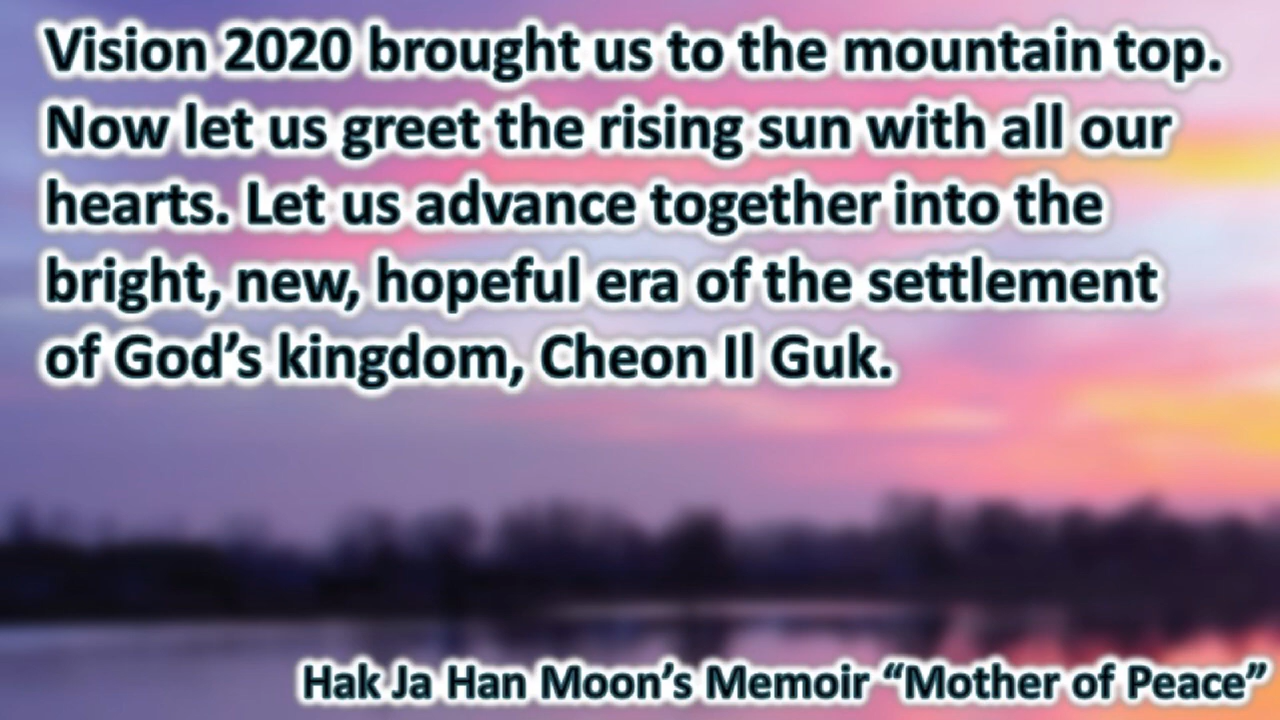 Vision 2020 brought us to the mountain top.
Now let us greet the rising sun with all our
hearts. Let us advance together into the
bright, new, hopeful era of the settlement
of God’s kingdom, Cheon Il Guk.
Hak Ja Han Moon’s Memoir “Mother of Peace”